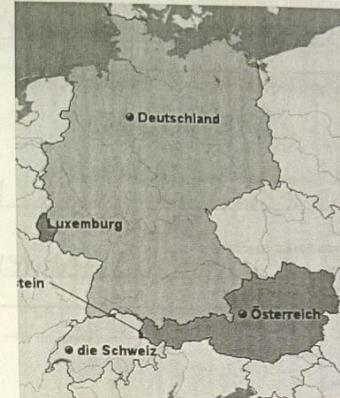 Deutschland
Luxemburg
stein
Österreich
die Schweiz